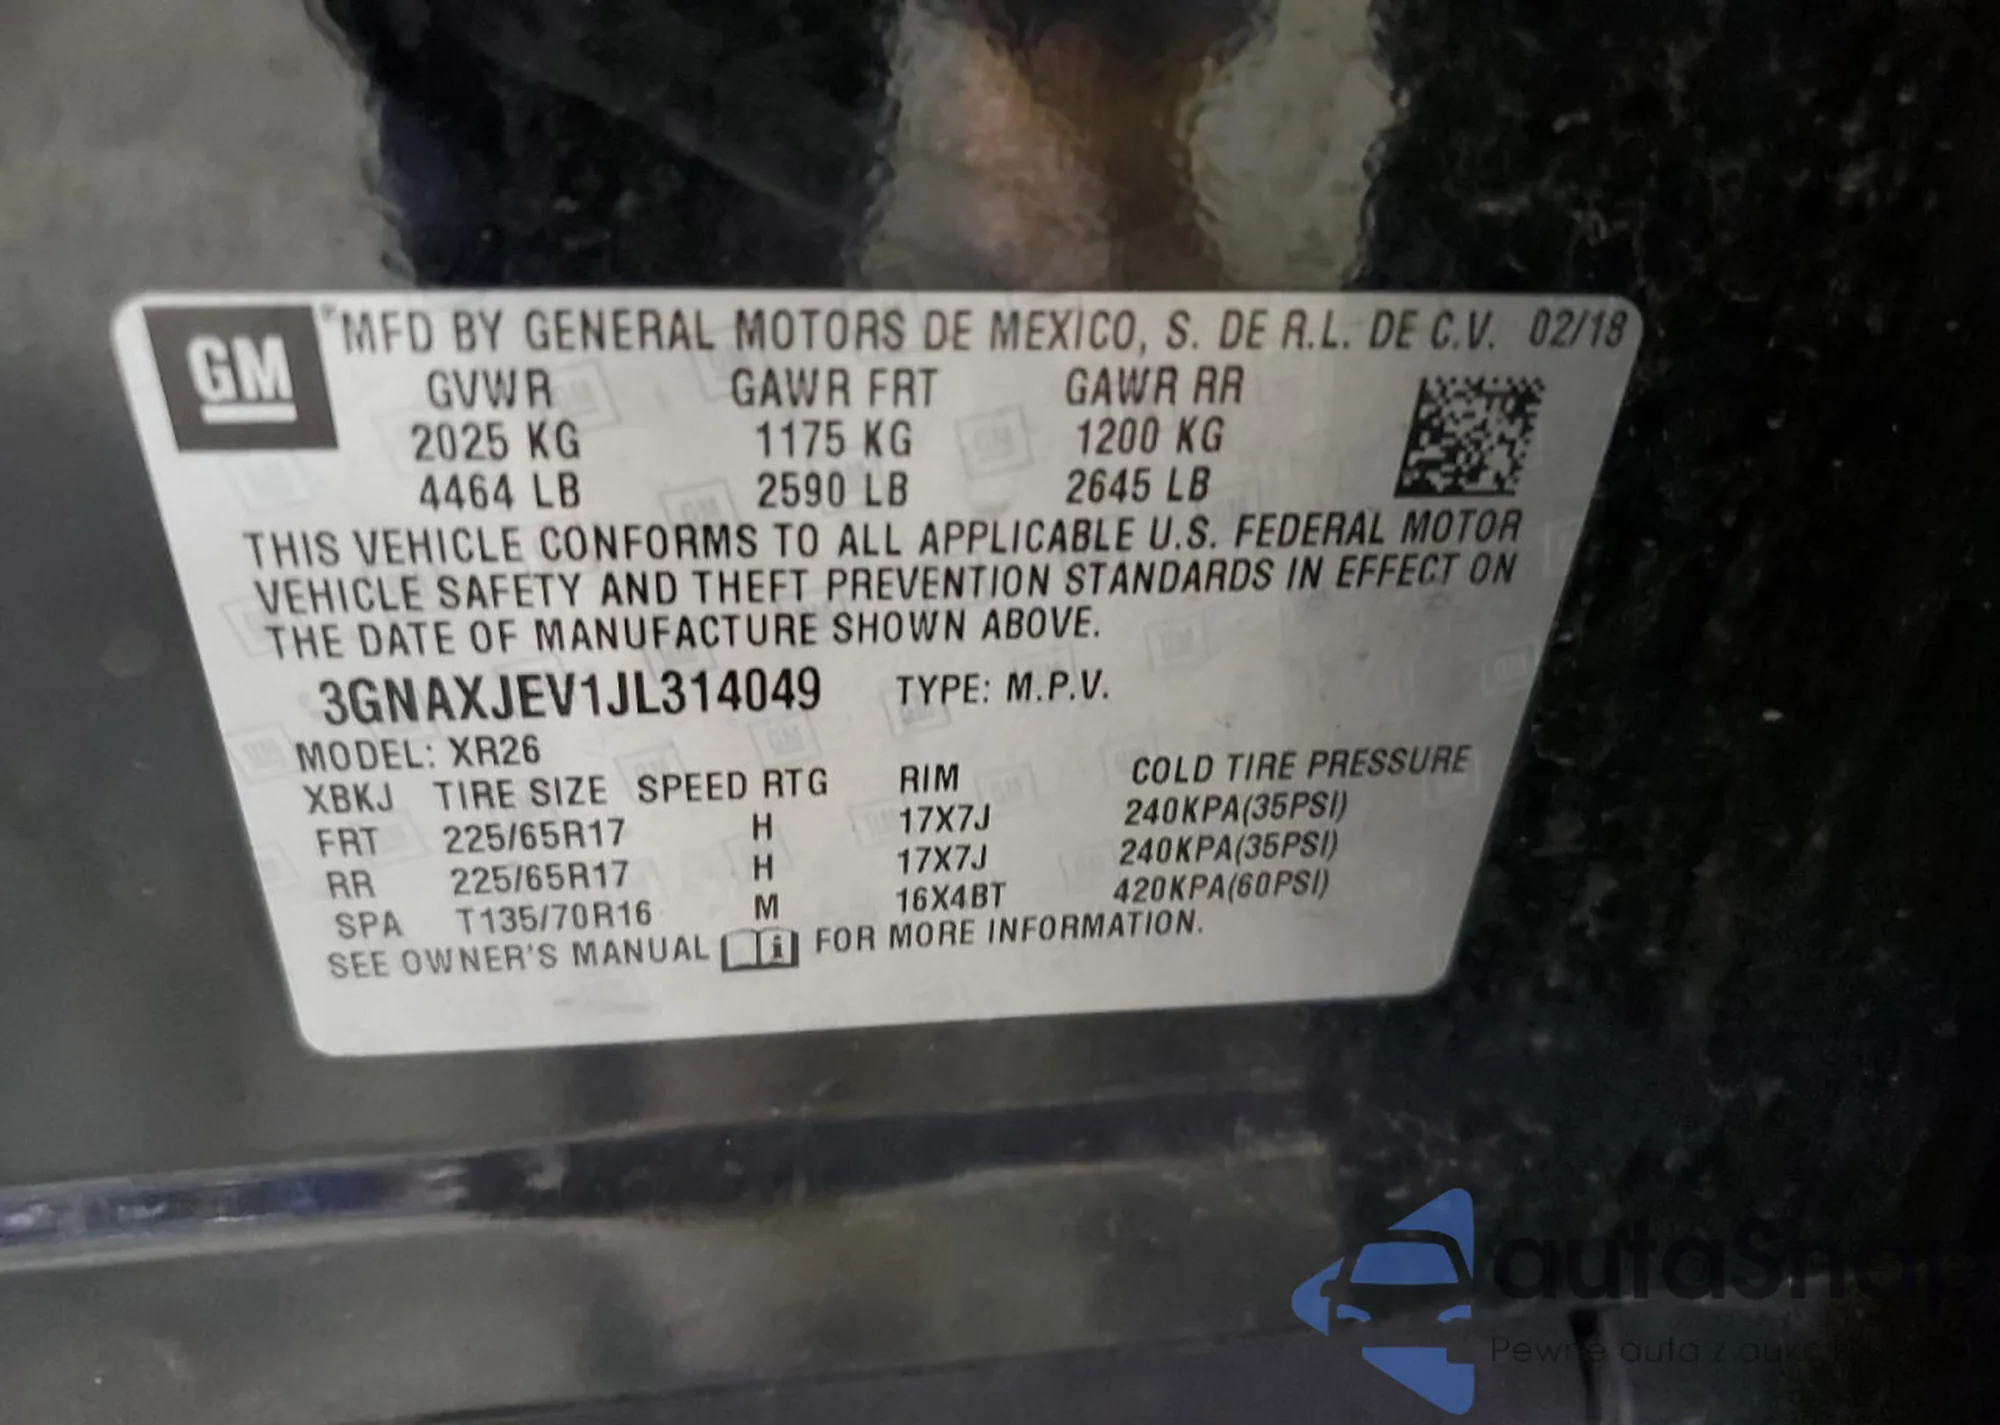 GM
® MFD BY GENERAL MOTORS DE MEXICO, S. DE R.L. DE C.V. 02/18
GVWR GAWR FRT GAWR RR
2025 KG 1175 KG 1200 KG
4464 LB 2590 LB 2645 LB
THIS VEHICLE CONFORMS TO ALL APPLICABLE U.S. FEDERAL MOTOR
VEHICLE SAFETY AND THEFT PREVENTION STANDARDS IN EFFECT ON
THE DATE OF MANUFACTURE SHOWN ABOVE.
3GNAXJEV1JL314049 TYPE: M.P.V.
MODEL: XR26
XBKJ TIRE SIZE SPEED RTG RIM COLD TIRE PRESSURE
FRT 225/65R17 H 17X7J 240KPA(35PSI)
RR 225/65R17 H 17X7J 240KPA(35PSI)
SPA T135/70R16 M 16X4BT 420KPA(60PSI)
SEE OWNER'S MANUAL i FOR MORE INFORMATION.
autaSnap
Pewne auta z